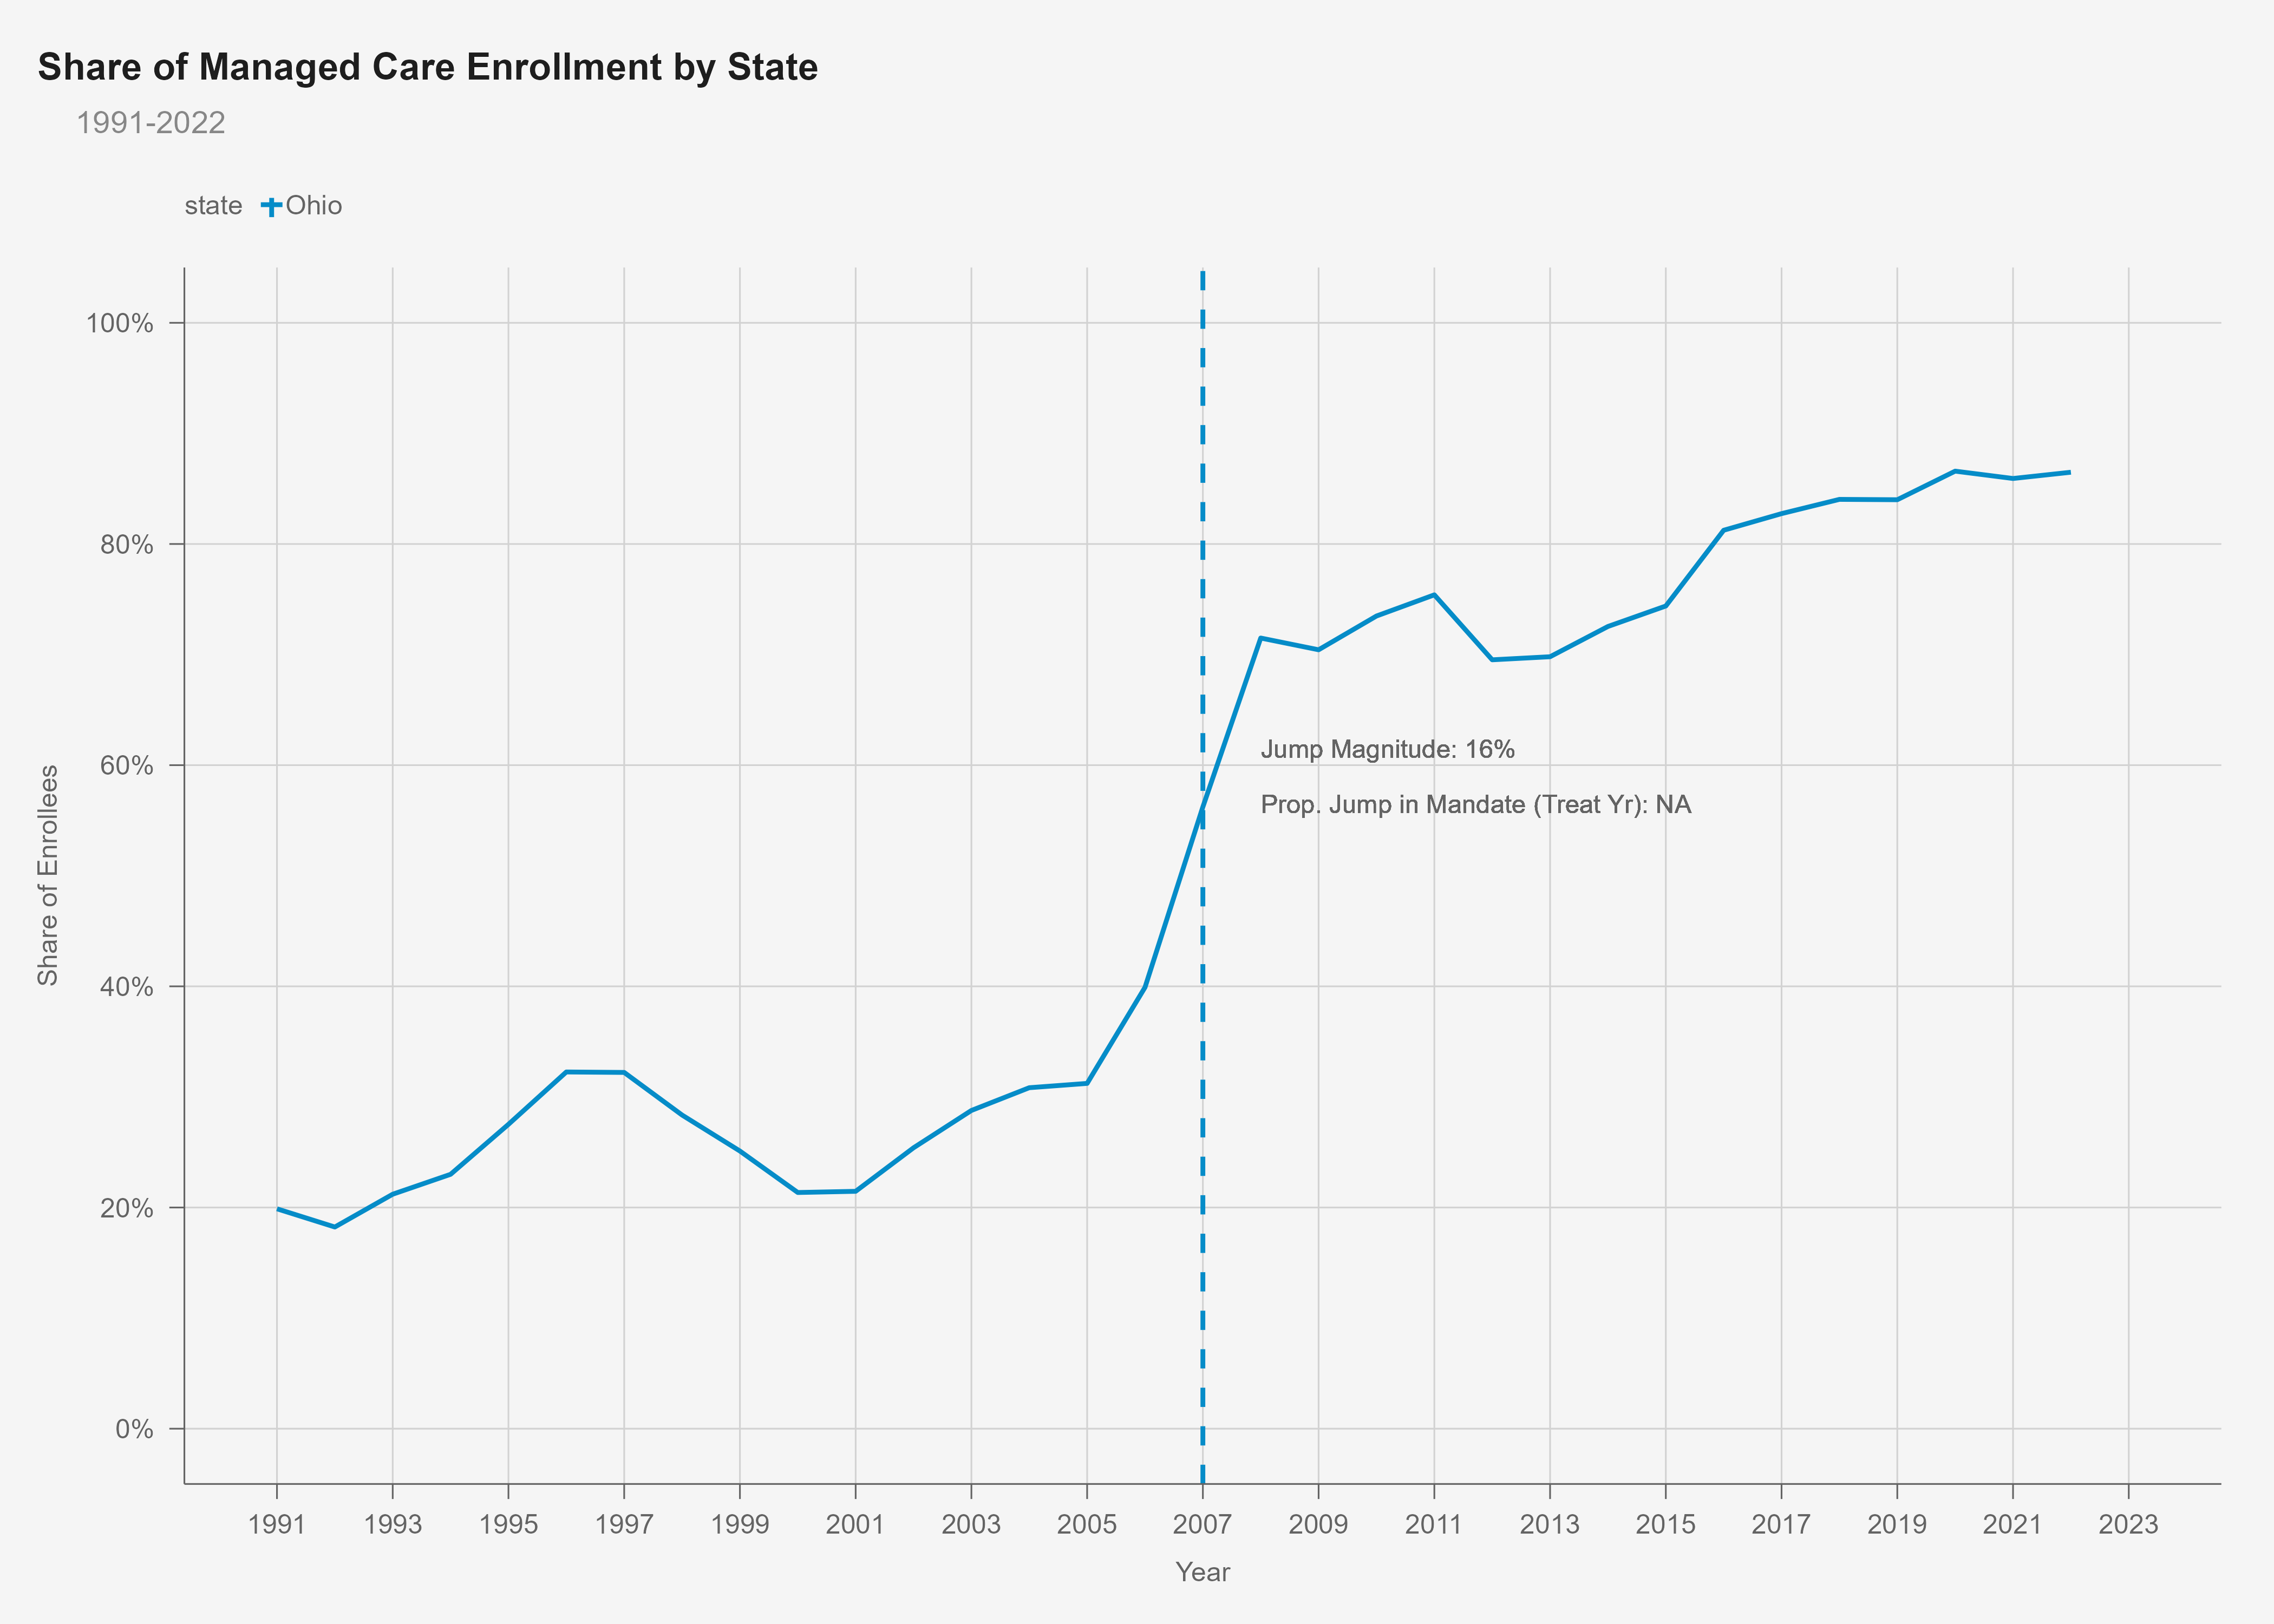 Share of Managed Care Enrollment by State
1991-2022
state Ohio
100%
80%
60%
40%
20%
0%
Share of Enrollees
Jump Magnitude: 16%
Prop. Jump in Mandate (Treat Yr): NA
1991 1993 1995 1997 1999 2001 2003 2005 2007 2009 2011 2013 2015 2017 2019 2021 2023
Year